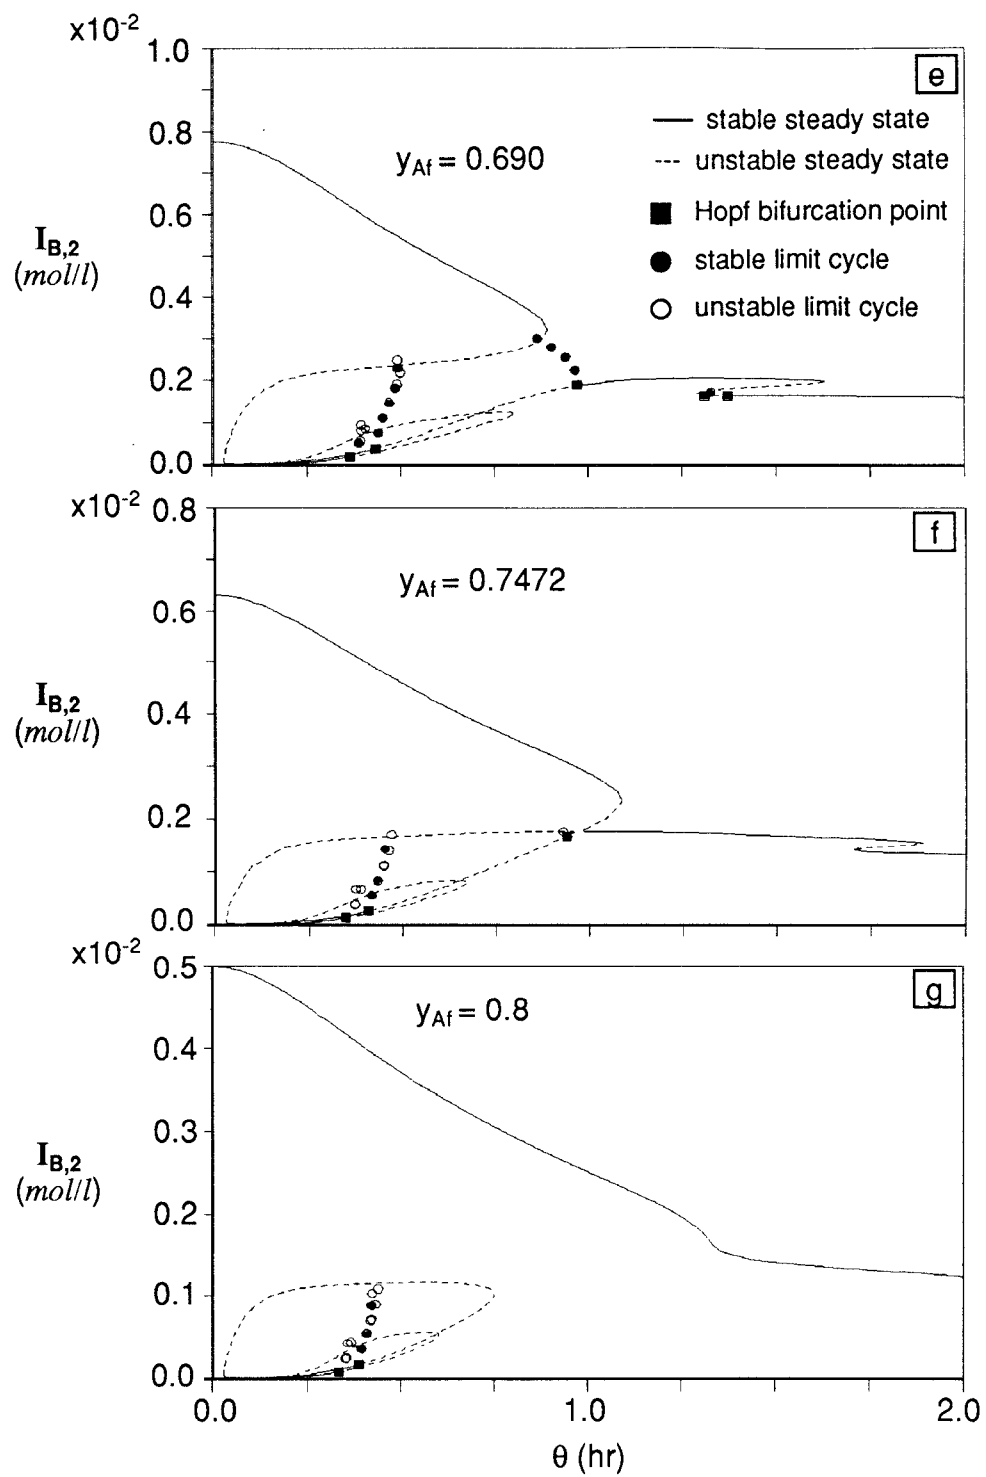 x10-2 1.0
e
stable steady state
0.8
yAf = 0.690
unstable steady state
Hopf bifurcation point
0.6
IB,2
(mol/l)
stable limit cycle
0.4
unstable limit cycle
0.2
0.0
x10-2 0.8
f
yAf = 0.7472
0.6
IB,2
(mol/l)
0.4
0.2
0.0
x10-2
0.5
g
yAf = 0.8
0.4
0.3
IB,2
(mol/l)
0.2
0.1
0.0
0.0 1.0 2.0
θ (hr)